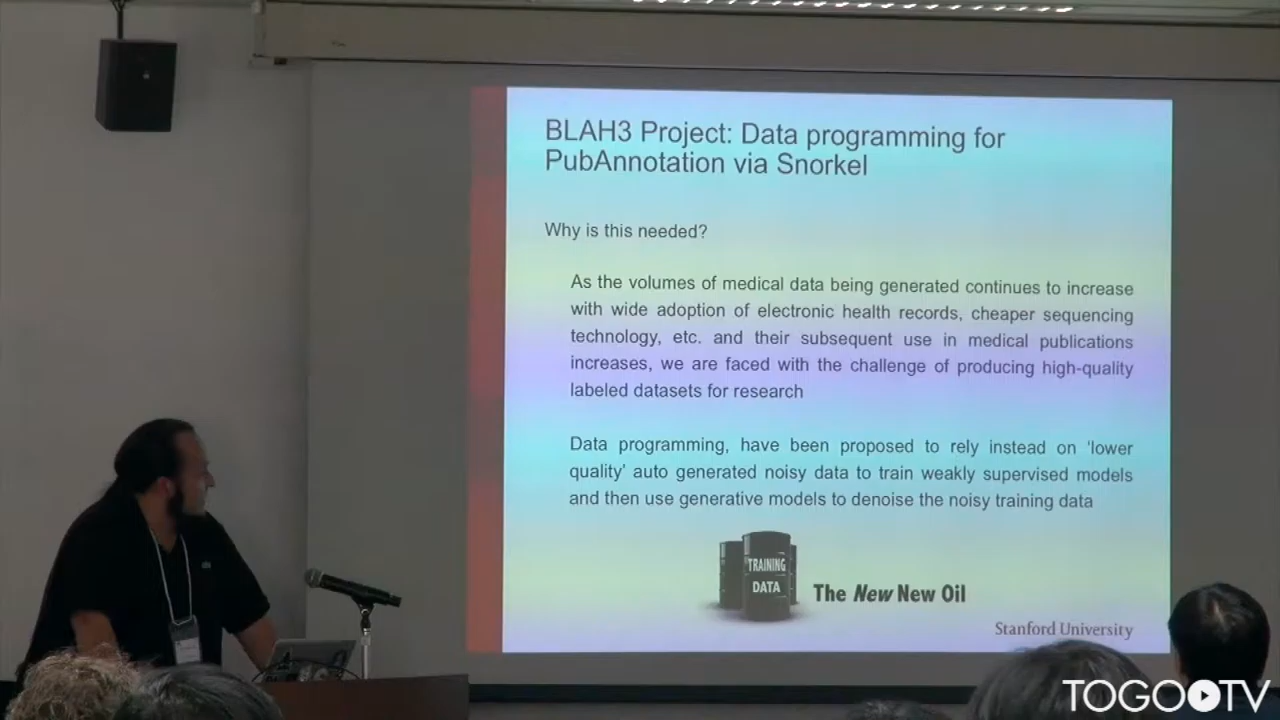 BLAH3 Project: Data programming for
PubAnnotation via Snorkel
Why is this needed?
As the volumes of medical data being generated continues to increase
with wide adoption of electronic health records, cheaper sequencing
technology, etc. and their subsequent use in medical publications
increases, we are faced with the challenge of producing high-quality
labeled datasets for research
Data programming, have been proposed to rely instead on ‘lower
quality’ auto generated noisy data to train weakly supervised models
and then use generative models to denoise the noisy training data
TRAINING
DATA
The New New Oil
Stanford University
TOGOTV